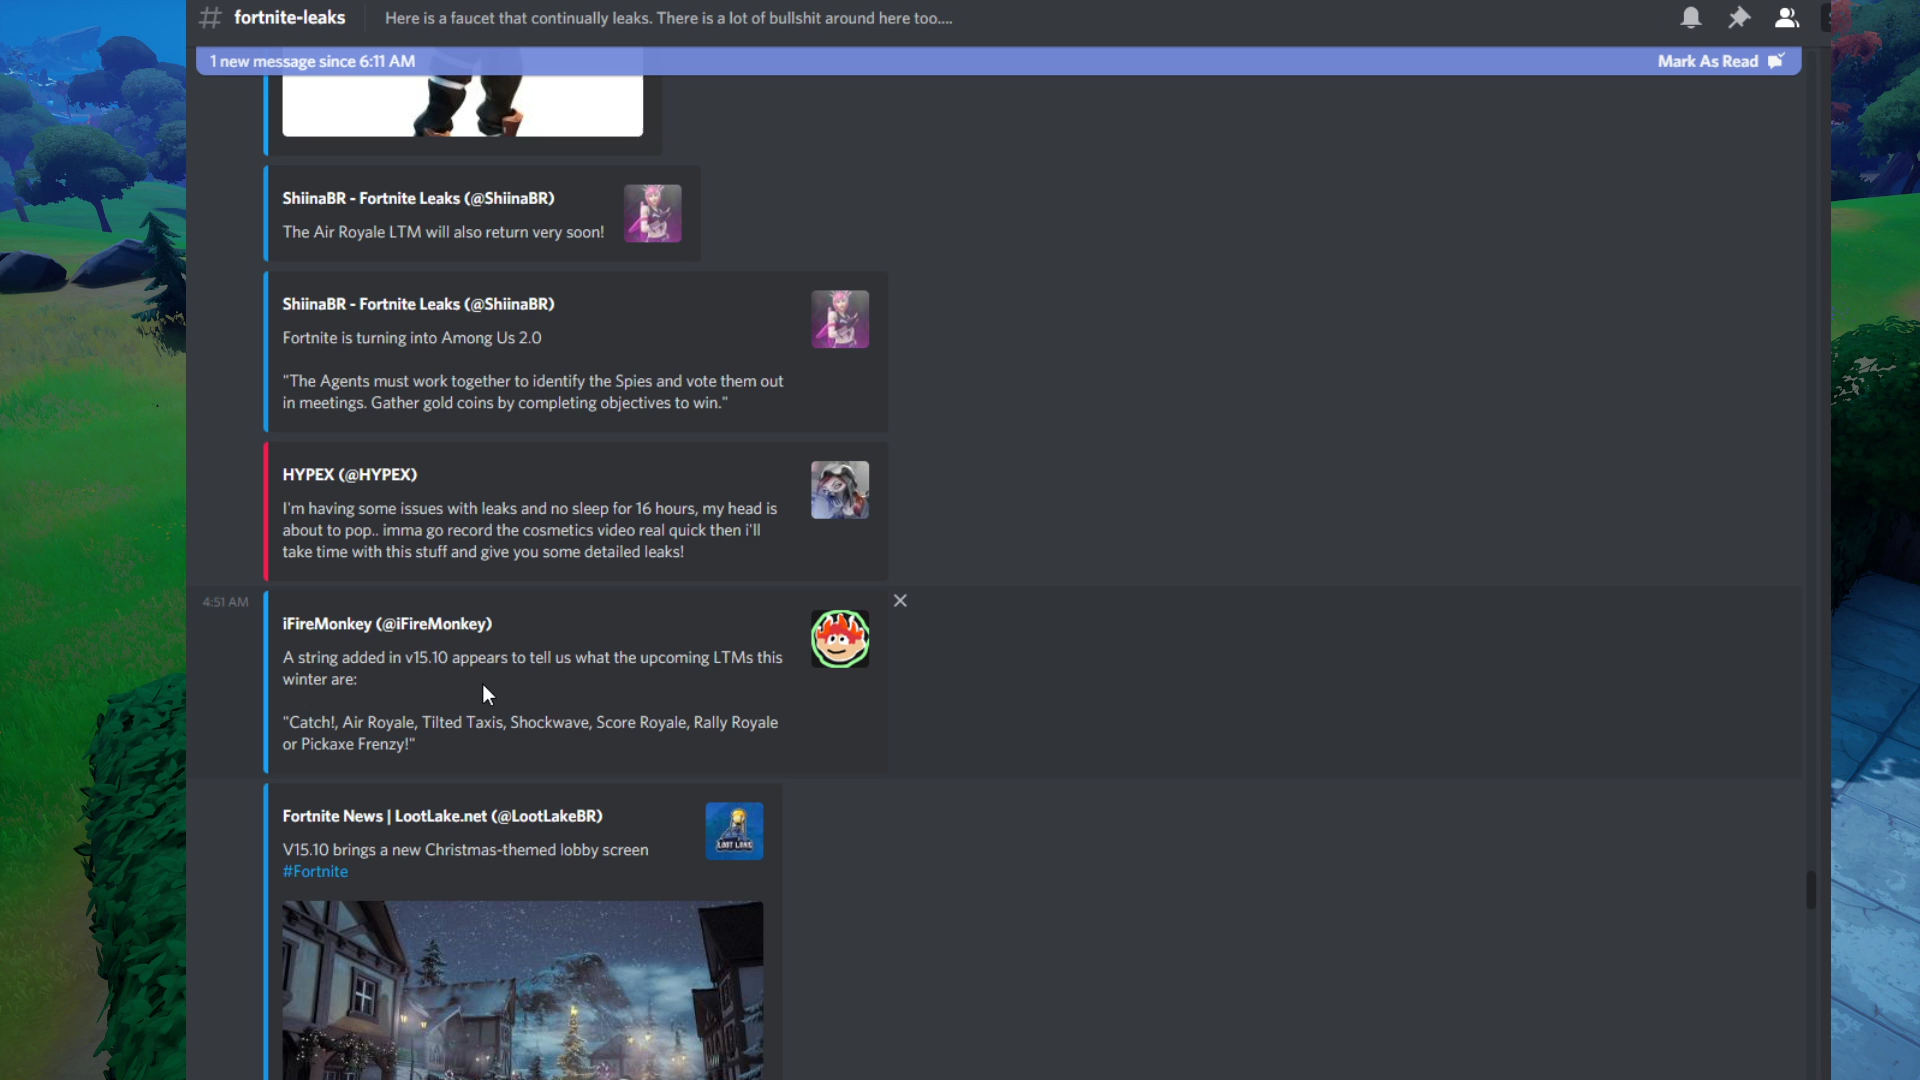 # fortnite-leaks
Here is a faucet that continually leaks. There is a lot of bullshit around here too....
1 new message since 6:11 AM
Mark As Read
ShiinaBR - Fortnite Leaks (@ShiinaBR)
The Air Royale LTM will also return very soon!
ShiinaBR - Fortnite Leaks (@ShiinaBR)
Fortnite is turning into Among Us 2.0
"The Agents must work together to identify the Spies and vote them out
in meetings. Gather gold coins by completing objectives to win."
HYPEX (@HYPEX)
I'm having some issues with leaks and no sleep for 16 hours, my head is
about to pop.. imma go record the cosmetics video real quick then i'll
take time with this stuff and give you some detailed leaks!
4:51 AM
iFireMonkey (@iFireMonkey)
A string added in v15.10 appears to tell us what the upcoming LTMs this
winter are:
"Catch!, Air Royale, Tilted Taxis, Shockwave, Score Royale, Rally Royale
or Pickaxe Frenzy!"
Fortnite News | LootLake.net (@LootLakeBR)
V15.10 brings a new Christmas-themed lobby screen
#Fortnite
LOOT LAKE